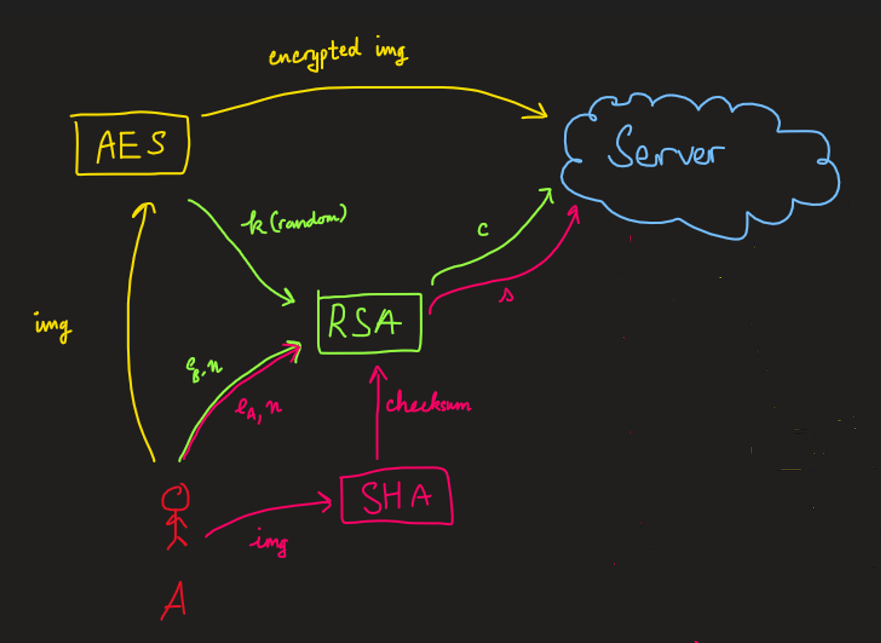 encrypted img
AES
Server
k (random)
c
s
img
RSA
e_B, n
e_A, n
checksum
SHA
img
A